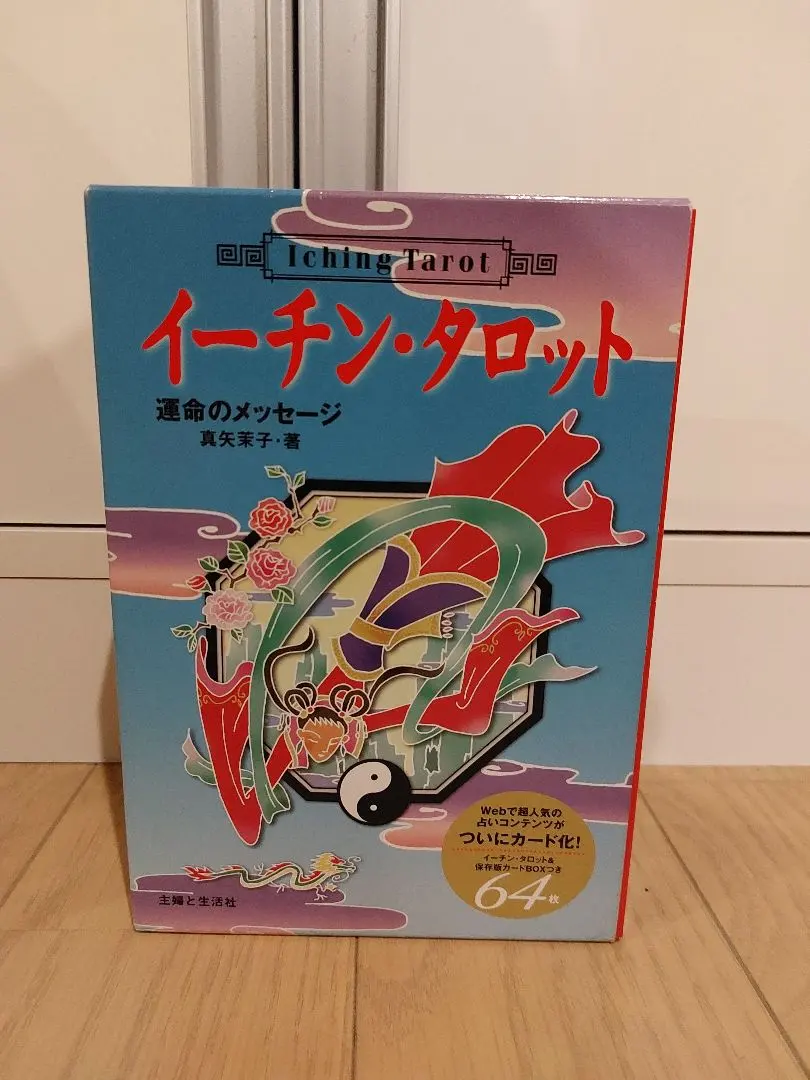 Iching Tarot
イーチン・タロット
運命のメッセージ
真矢茉子・著
Webで超人気の
占いコンテンツが
ついにカード化!
イーチン・タロット&
保存版カードBOXつき
64枚
主婦と生活社